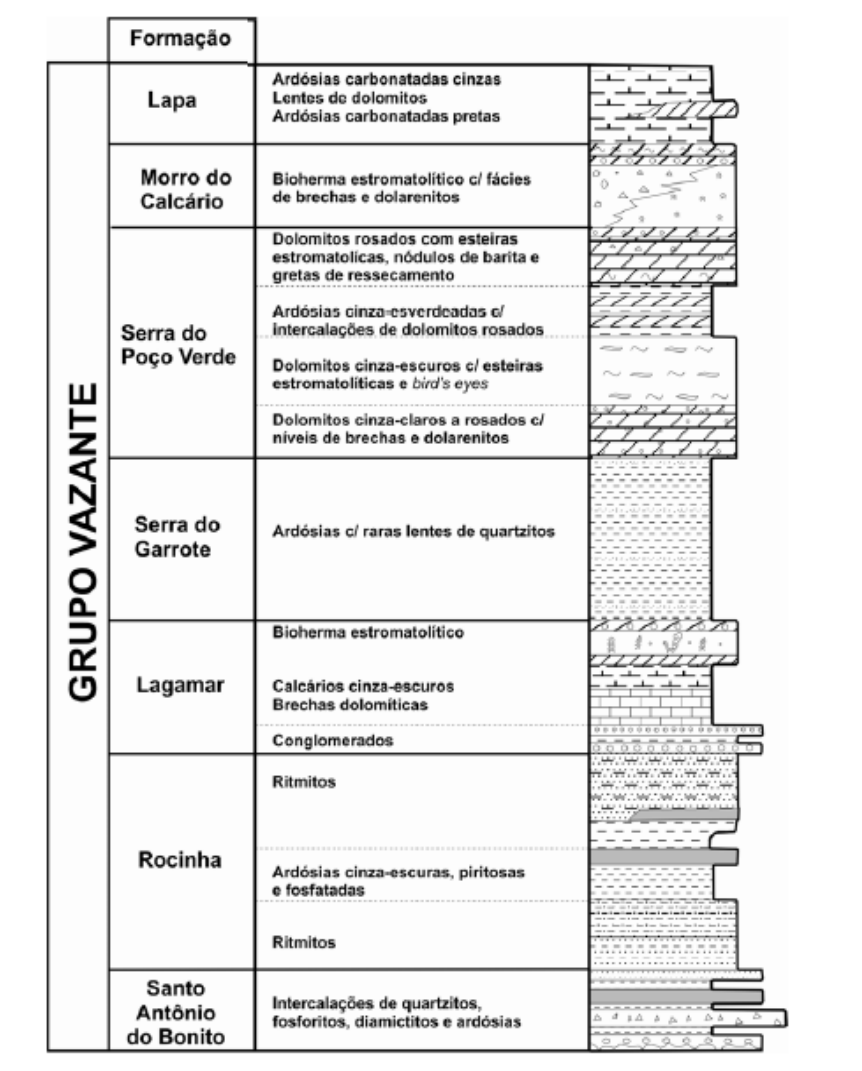 Formação
GRUPO VAZANTE
Lapa
Ardósias carbonatadas cinzas
Lentes de dolomitos
Ardósias carbonatadas pretas
Morro do
Calcário
Bioherma estromatolítico c/ fácies
de brechas e dolarenitos
Serra do
Poço Verde
Dolomitos rosados com esteiras
estromatolícas, nódulos de barita e
gretas de ressecamento
Ardósias cinza-esverdeadas c/
intercalações de dolomitos rosados
Dolomitos cinza-escuros c/ esteiras
estromatolíticas e bird's eyes
Dolomitos cinza-claros a rosados c/
níveis de brechas e dolarenitos
Serra do
Garrote
Ardósias c/ raras lentes de quartzitos
Lagamar
Bioherma estromatolítico
Calcários cinza-escuros
Brechas dolomíticas
Conglomerados
Rocinha
Ritmitos
Ardósias cinza-escuras, piritosas
e fosfatadas
Ritmitos
Santo
Antônio
do Bonito
Intercalações de quartzitos,
fosforitos, diamictitos e ardósias